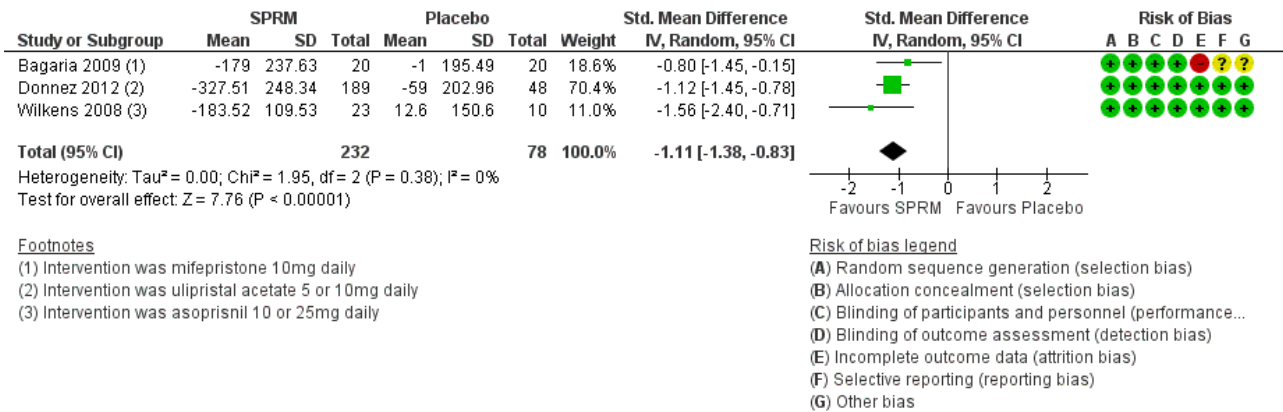 SPRM Placebo Std. Mean Difference Std. Mean Difference Risk of Bias
Study or Subgroup Mean SD Total Mean SD Total Weight IV, Random, 95% CI IV, Random, 95% CI A B C D E F G
Bagaria 2009 (1) -179 237.63 20 -1 195.49 20 18.6% -0.80 [-1.45, -0.15] + + + + - ? ?
Donnez 2012 (2) -327.51 248.34 189 -59 202.96 48 70.4% -1.12 [-1.45, -0.78] + + + + + + +
Wilkens 2008 (3) -183.52 109.53 23 12.6 150.6 10 11.0% -1.56 [-2.40, -0.71] + + + + + + +
Total (95% CI) 232 78 100.0% -1.11 [-1.38, -0.83]
Heterogeneity: Tau² = 0.00; Chi² = 1.95, df = 2 (P = 0.38); I² = 0%
Test for overall effect: Z = 7.76 (P < 0.00001)
-2 -1 0 1 2
Favours SPRM Favours Placebo
Footnotes
(1) Intervention was mifepristone 10mg daily
(2) Intervention was ulipristal acetate 5 or 10mg daily
(3) Intervention was asoprisnil 10 or 25mg daily
Risk of bias legend
(A) Random sequence generation (selection bias)
(B) Allocation concealment (selection bias)
(C) Blinding of participants and personnel (performance...
(D) Blinding of outcome assessment (detection bias)
(E) Incomplete outcome data (attrition bias)
(F) Selective reporting (reporting bias)
(G) Other bias